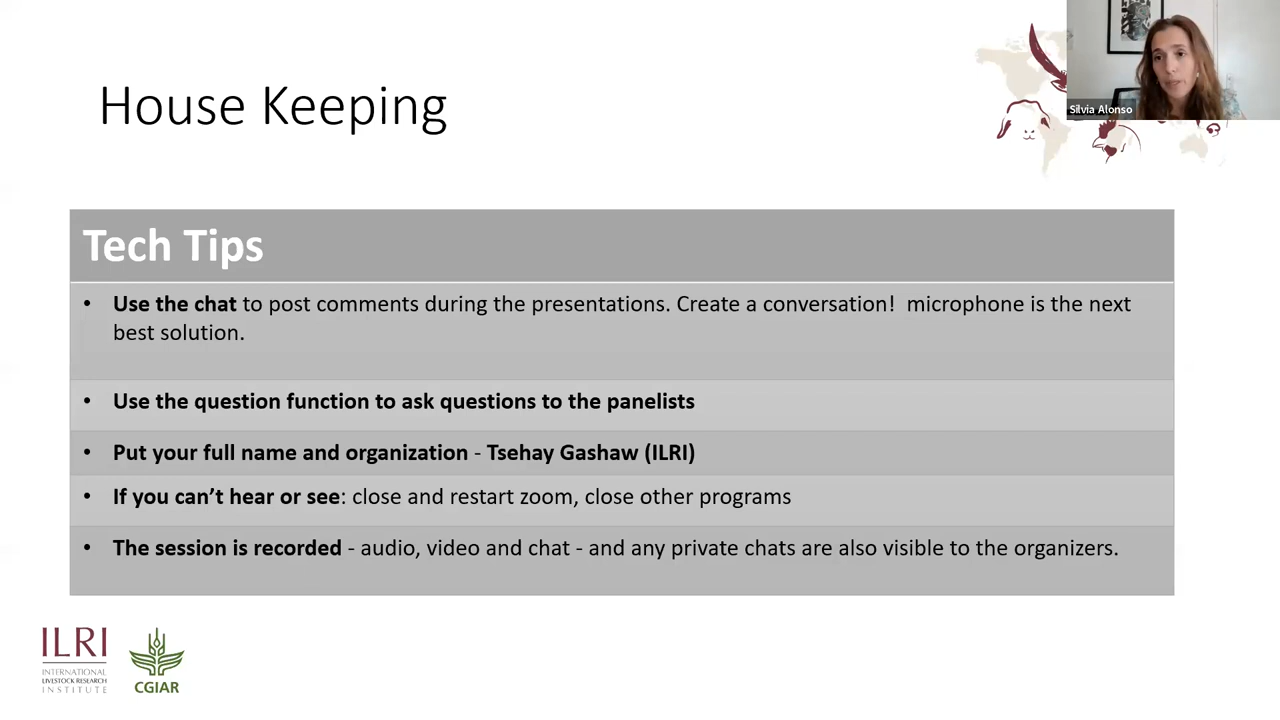 House Keeping
Silvia Alonso
Tech Tips
• Use the chat to post comments during the presentations. Create a conversation!  microphone is the next
best solution.
• Use the question function to ask questions to the panelists
• Put your full name and organization - Tsehay Gashaw (ILRI)
• If you can’t hear or see: close and restart zoom, close other programs
• The session is recorded - audio, video and chat - and any private chats are also visible to the organizers.
ILRI
INTERNATIONAL
LIVESTOCK RESEARCH
INSTITUTE
CGIAR